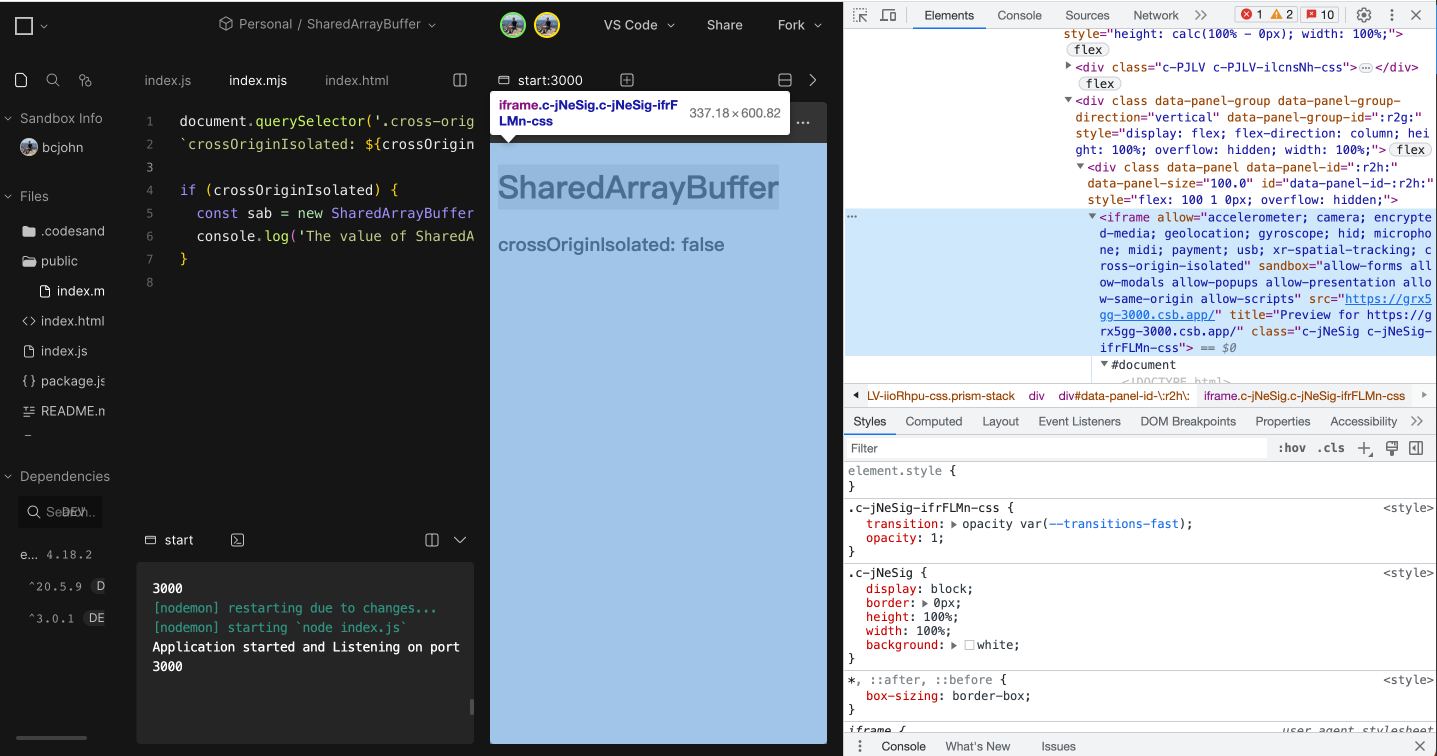 Personal / SharedArrayBuffer
VS Code
Share
Fork
index.js
index.mjs
index.html
start:3000
Sandbox Info
bcjohn
Files
.codesand
public
index.m
index.html
index.js
package.js
README.m
Dependencies
Search..
DEV
e... 4.18.2
^20.5.9 D
^3.0.1 DE
1 document.querySelector('.cross-orig
2 `crossOriginIsolated: ${crossOrigin
3
4 if (crossOriginIsolated) {
5 const sab = new SharedArrayBuffer
6 console.log('The value of SharedA
7 }
8
start
3000
[nodemon] restarting due to changes...
[nodemon] starting `node index.js`
Application started and Listening on port
3000
iframe.c-jNeSig.c-jNeSig-ifrF
LMn-css
337.18×600.82
SharedArrayBuffer
crossOriginIsolated: false
Elements
Console
Sources
Network
1
2
10
style="height: calc(100% - 0px); width: 100%;">
flex
<div class="c-PJLV c-PJLV-ilcnsNh-css">…</div>
flex
<div class data-panel-group data-panel-group-
direction="vertical" data-panel-group-id=":r2g:"
style="display: flex; flex-direction: column; hei
ght: 100%; overflow: hidden; width: 100%;"> flex
<div class data-panel data-panel-id=":r2h:"
data-panel-size="100.0" id="data-panel-id-:r2h:"
style="flex: 100 1 0px; overflow: hidden;">
<iframe allow="accelerometer; camera; encrypte
d-media; geolocation; gyroscope; hid; micropho
ne; midi; payment; usb; xr-spatial-tracking; c
ross-origin-isolated" sandbox="allow-forms all
ow-modals allow-popups allow-presentation allo
w-same-origin allow-scripts" src="https://grx5
gg-3000.csb.app/" title="Preview for https://g
rx5gg-3000.csb.app/" class="c-jNeSig c-jNeSig-
ifrFLMn-css"> == $0
#document
<!DOCTYPE html>
LV-iioRhpu-css.prism-stack
div
div#data-panel-id-\:r2h\:
iframe.c-jNeSig.c-jNeSig-ifrFLMn-css
Styles
Computed
Layout
Event Listeners
DOM Breakpoints
Properties
Accessibility
Filter
:hov
.cls
element.style {
}
.c-jNeSig-ifrFLMn-css {
<style>
transition: opacity var(--transitions-fast);
opacity: 1;
}
.c-jNeSig {
<style>
display: block;
border: 0px;
height: 100%;
width: 100%;
background: white;
}
*, ::after, ::before {
<style>
box-sizing: border-box;
}
iframe {
user agent stylesheet
Console
What's New
Issues